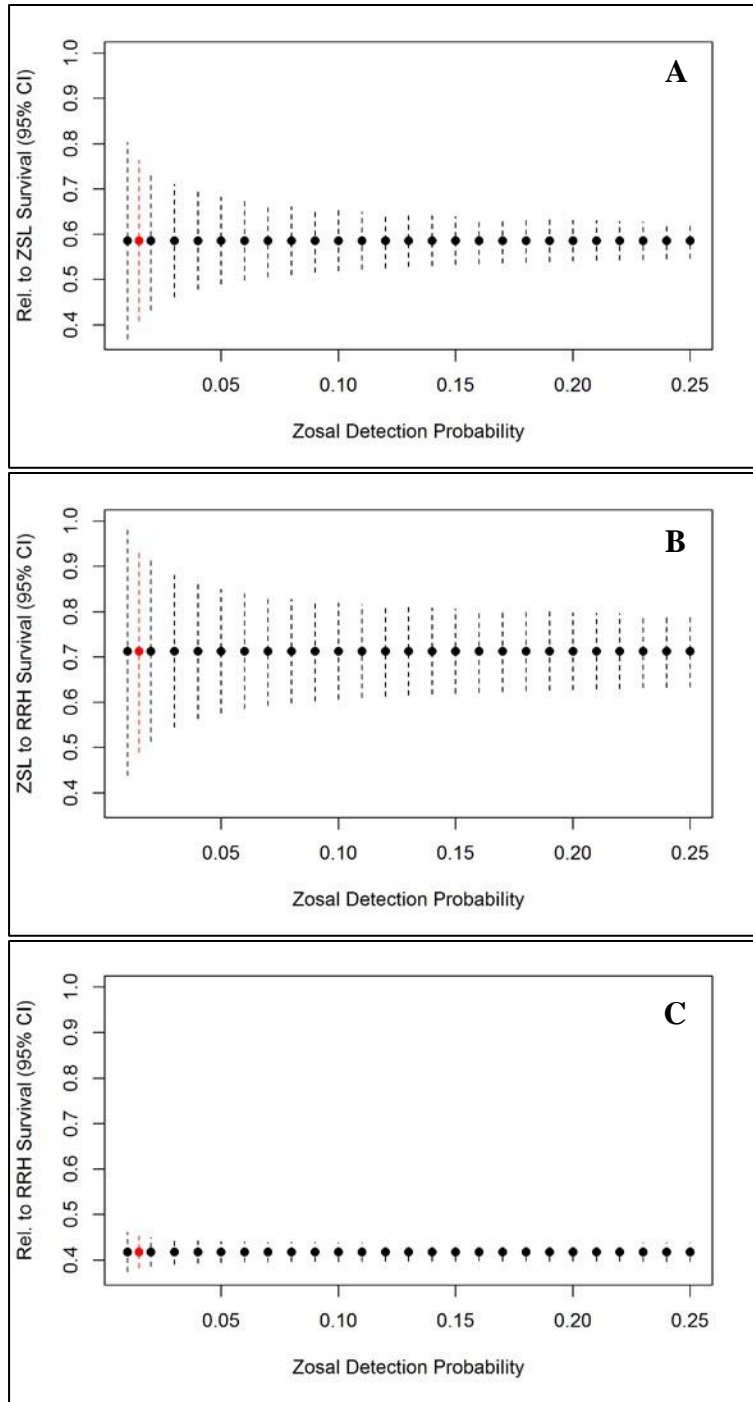 A
Rel. to ZSL Survival (95% CI)
1.0
0.9
0.8
0.7
0.6
0.5
0.4
0.05 0.10 0.15 0.20 0.25
Zosal Detection Probability
B
ZSL to RRH Survival (95% CI)
1.0
0.9
0.8
0.7
0.6
0.5
0.4
0.05 0.10 0.15 0.20 0.25
Zosal Detection Probability
C
Rel. to RRH Survival (95% CI)
1.0
0.9
0.8
0.7
0.6
0.5
0.4
0.05 0.10 0.15 0.20 0.25
Zosal Detection Probability